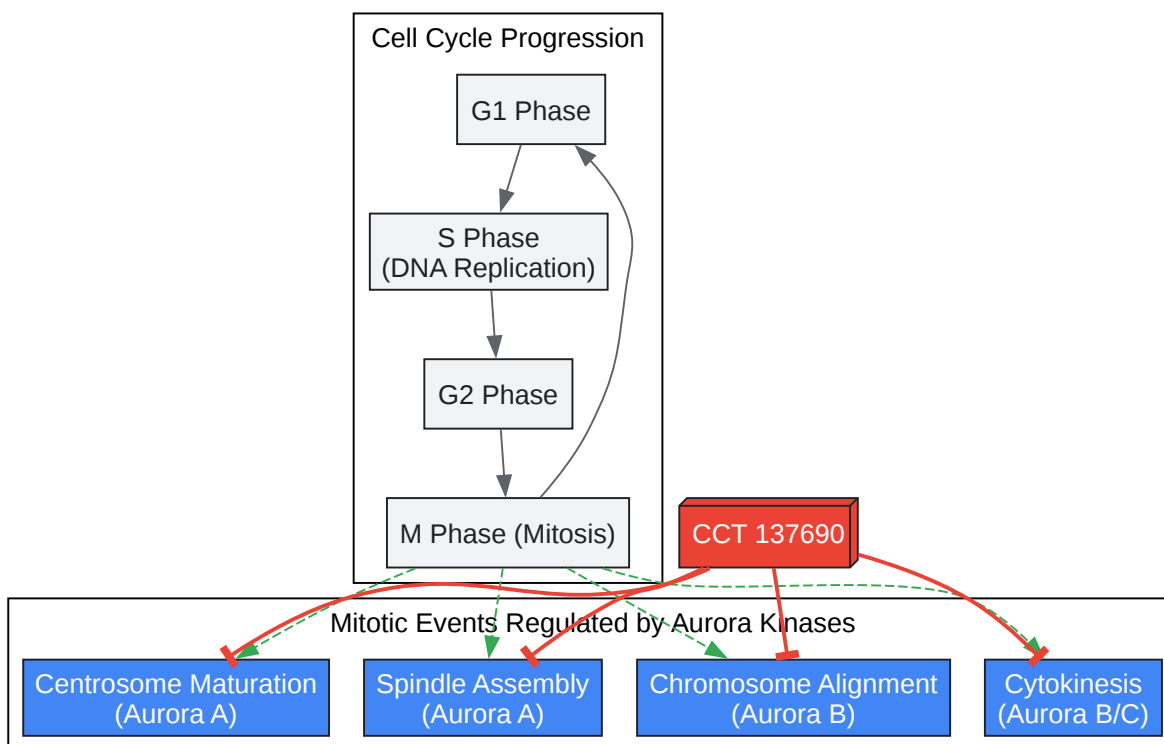 Cell Cycle Progression
G1 Phase
S Phase
(DNA Replication)
G2 Phase
M Phase (Mitosis)
CCT 137690
Mitotic Events Regulated by Aurora Kinases
Centrosome Maturation
(Aurora A)
Spindle Assembly
(Aurora A)
Chromosome Alignment
(Aurora B)
Cytokinesis
(Aurora B/C)